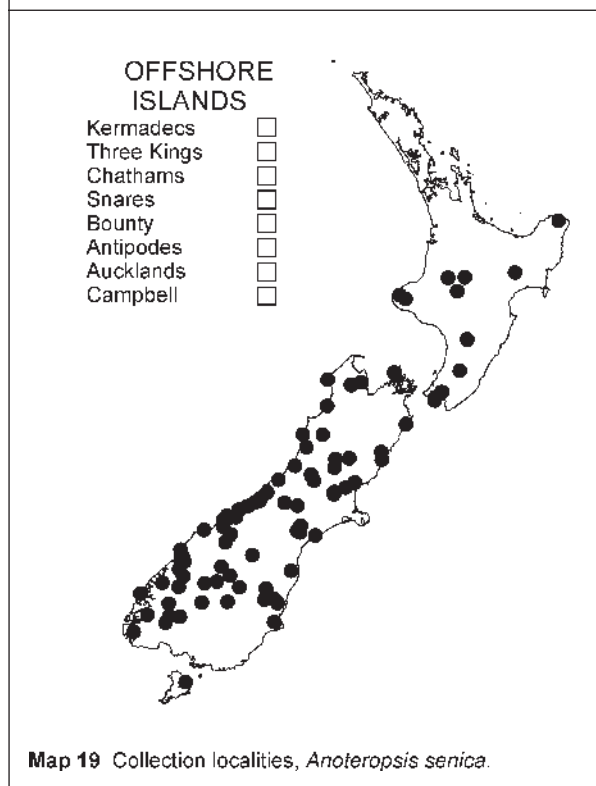 OFFSHORE
ISLANDS
Kermadecs
Three Kings
Chathams
Snares
Bounty
Antipodes
Aucklands
Campbell
Map 19 Collection localities, Anoteropsis senica.